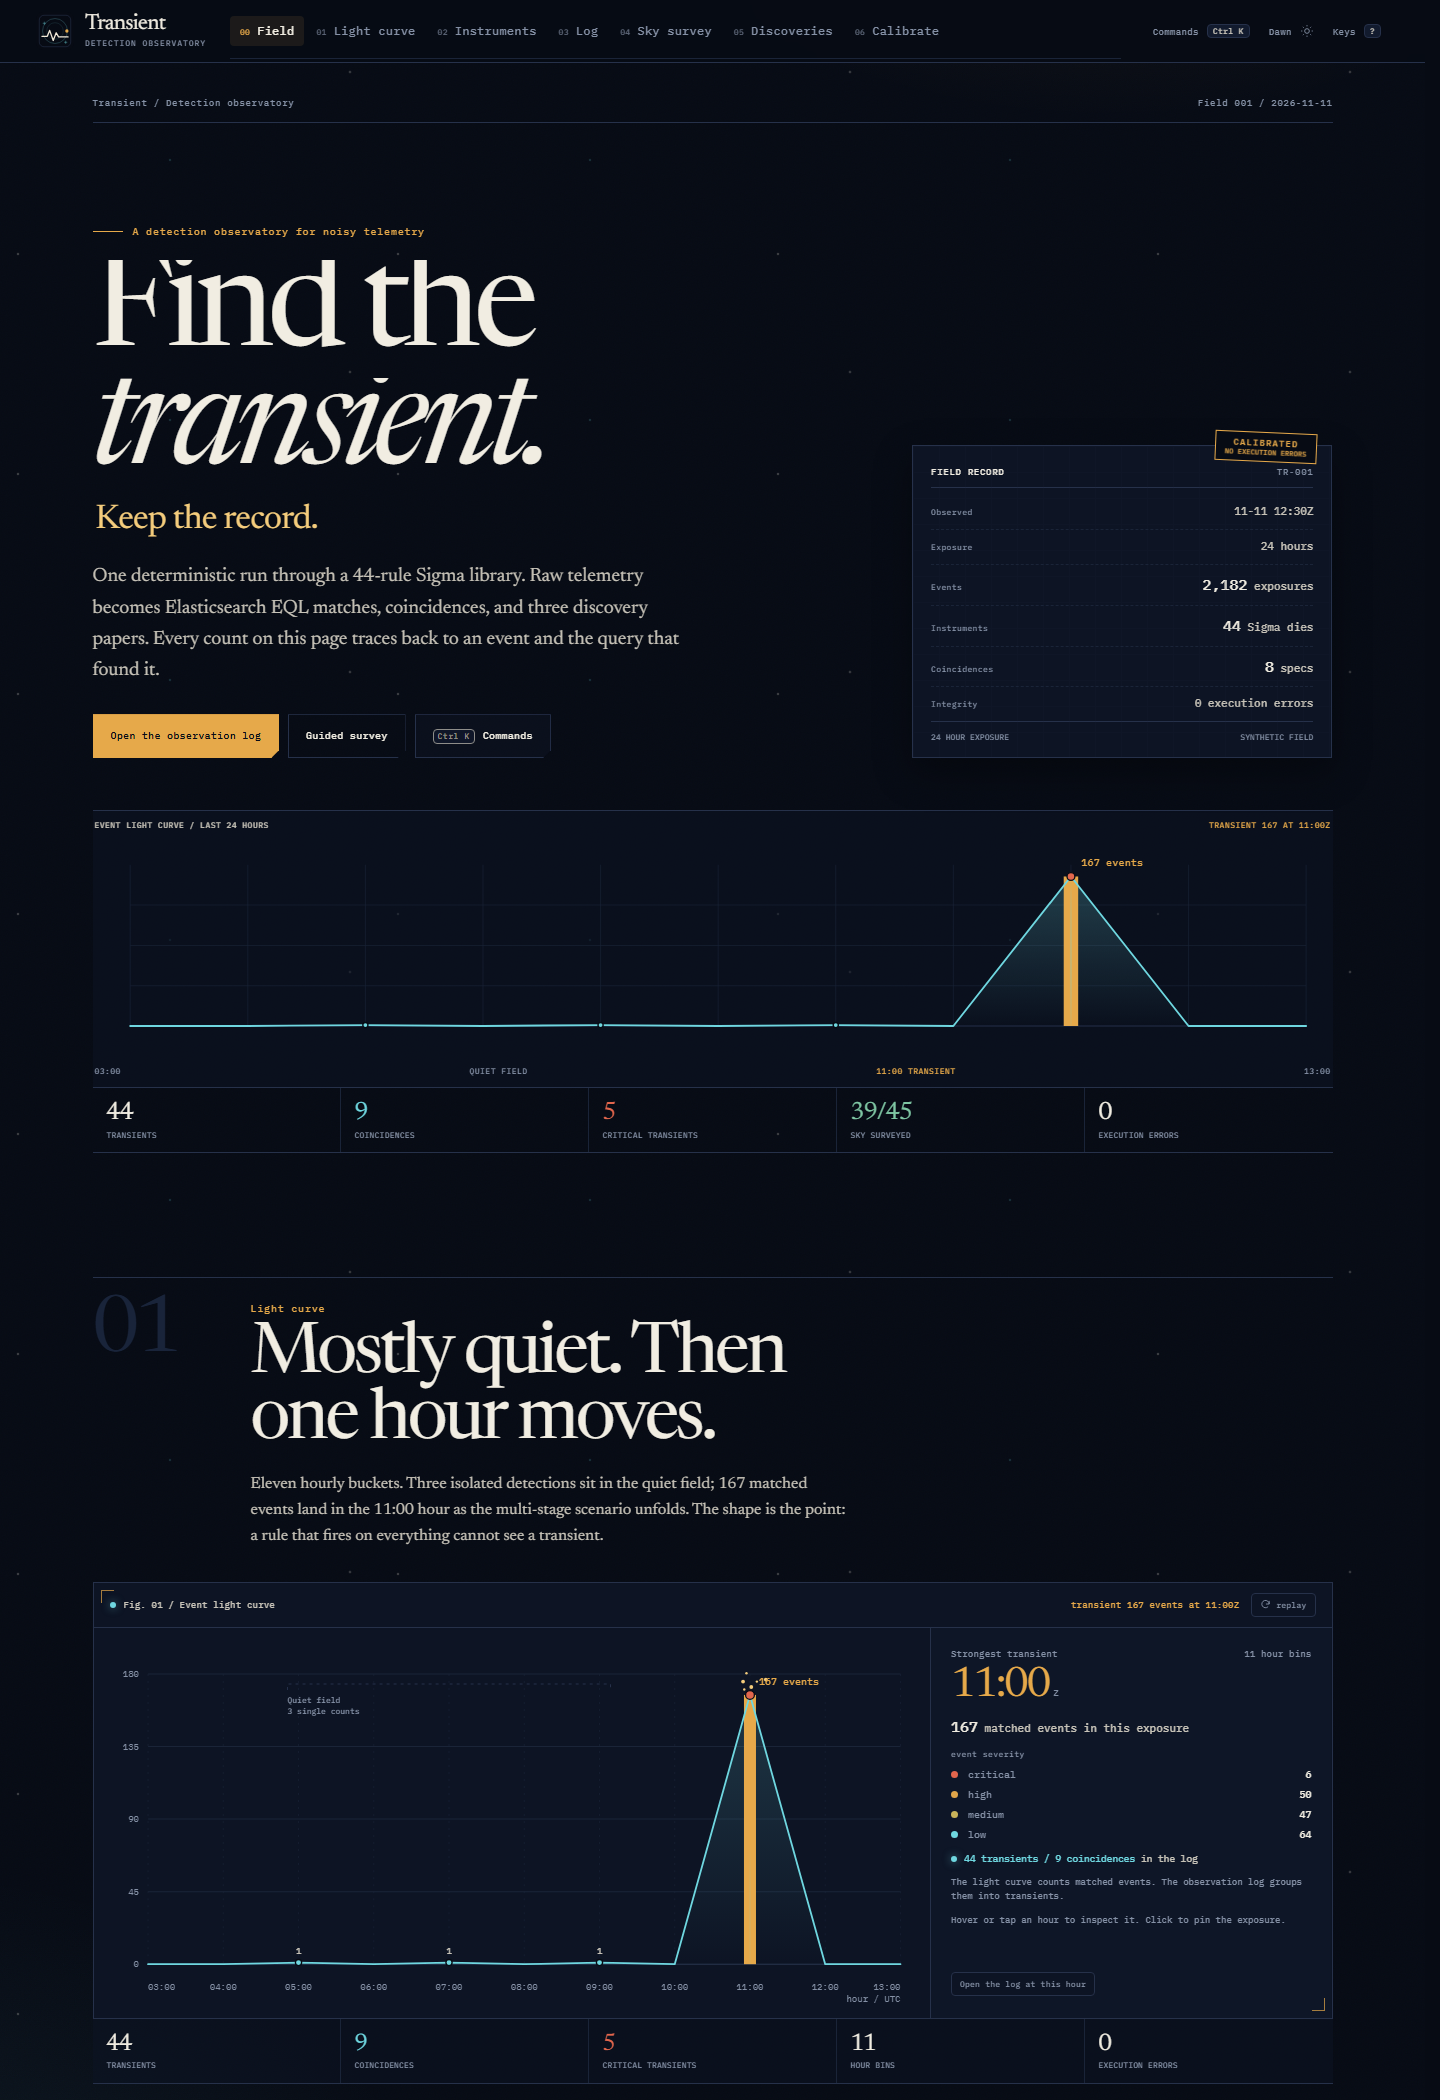 Transient
DETECTION OBSERVATORY
00 Field
01 Light curve
02 Instruments
03 Log
04 Sky survey
05 Discoveries
06 Calibrate
Commands Ctrl K
Dawn
Keys ?
Transient / Detection observatory
Field 001 / 2026-11-11
A detection observatory for noisy telemetry
Find the
transient.
Keep the record.
One deterministic run through a 44-rule Sigma library. Raw telemetry
becomes Elasticsearch EQL matches, coincidences, and three discovery
papers. Every count on this page traces back to an event and the query that
found it.
Open the observation log
Guided survey
Ctrl K Commands
CALIBRATED
NO EXECUTION ERRORS
FIELD RECORD
TR-001
Observed 11-11 12:30Z
Exposure 24 hours
Events 2,182 exposures
Instruments 44 Sigma dies
Coincidences 8 specs
Integrity 0 execution errors
24 HOUR EXPOSURE
SYNTHETIC FIELD
EVENT LIGHT CURVE / LAST 24 HOURS
TRANSIENT 167 AT 11:00Z
167 events
03:00
QUIET FIELD
11:00 TRANSIENT
13:00
44
TRANSIENTS
9
COINCIDENCES
5
CRITICAL TRANSIENTS
39/45
SKY SURVEYED
0
EXECUTION ERRORS
01
Light curve
Mostly quiet. Then
one hour moves.
Eleven hourly buckets. Three isolated detections sit in the quiet field; 167 matched
events land in the 11:00 hour as the multi-stage scenario unfolds. The shape is the point:
a rule that fires on everything cannot see a transient.
Fig. 01 / Event light curve
transient 167 events at 11:00Z
replay
180
135
90
45
0
Quiet field
3 single counts
167 events
1
1
1
03:00
04:00
05:00
06:00
07:00
08:00
09:00
10:00
11:00
12:00
13:00
hour / UTC
Strongest transient
11 hour bins
11:00 Z
167 matched events in this exposure
event severity
critical 6
high 50
medium 47
low 64
44 transients / 9 coincidences in the log
The light curve counts matched events. The observation log groups
them into transients.
Hover or tap an hour to inspect it. Click to pin the exposure.
Open the log at this hour
44
TRANSIENTS
9
COINCIDENCES
5
CRITICAL TRANSIENTS
11
HOUR BINS
0
EXECUTION ERRORS